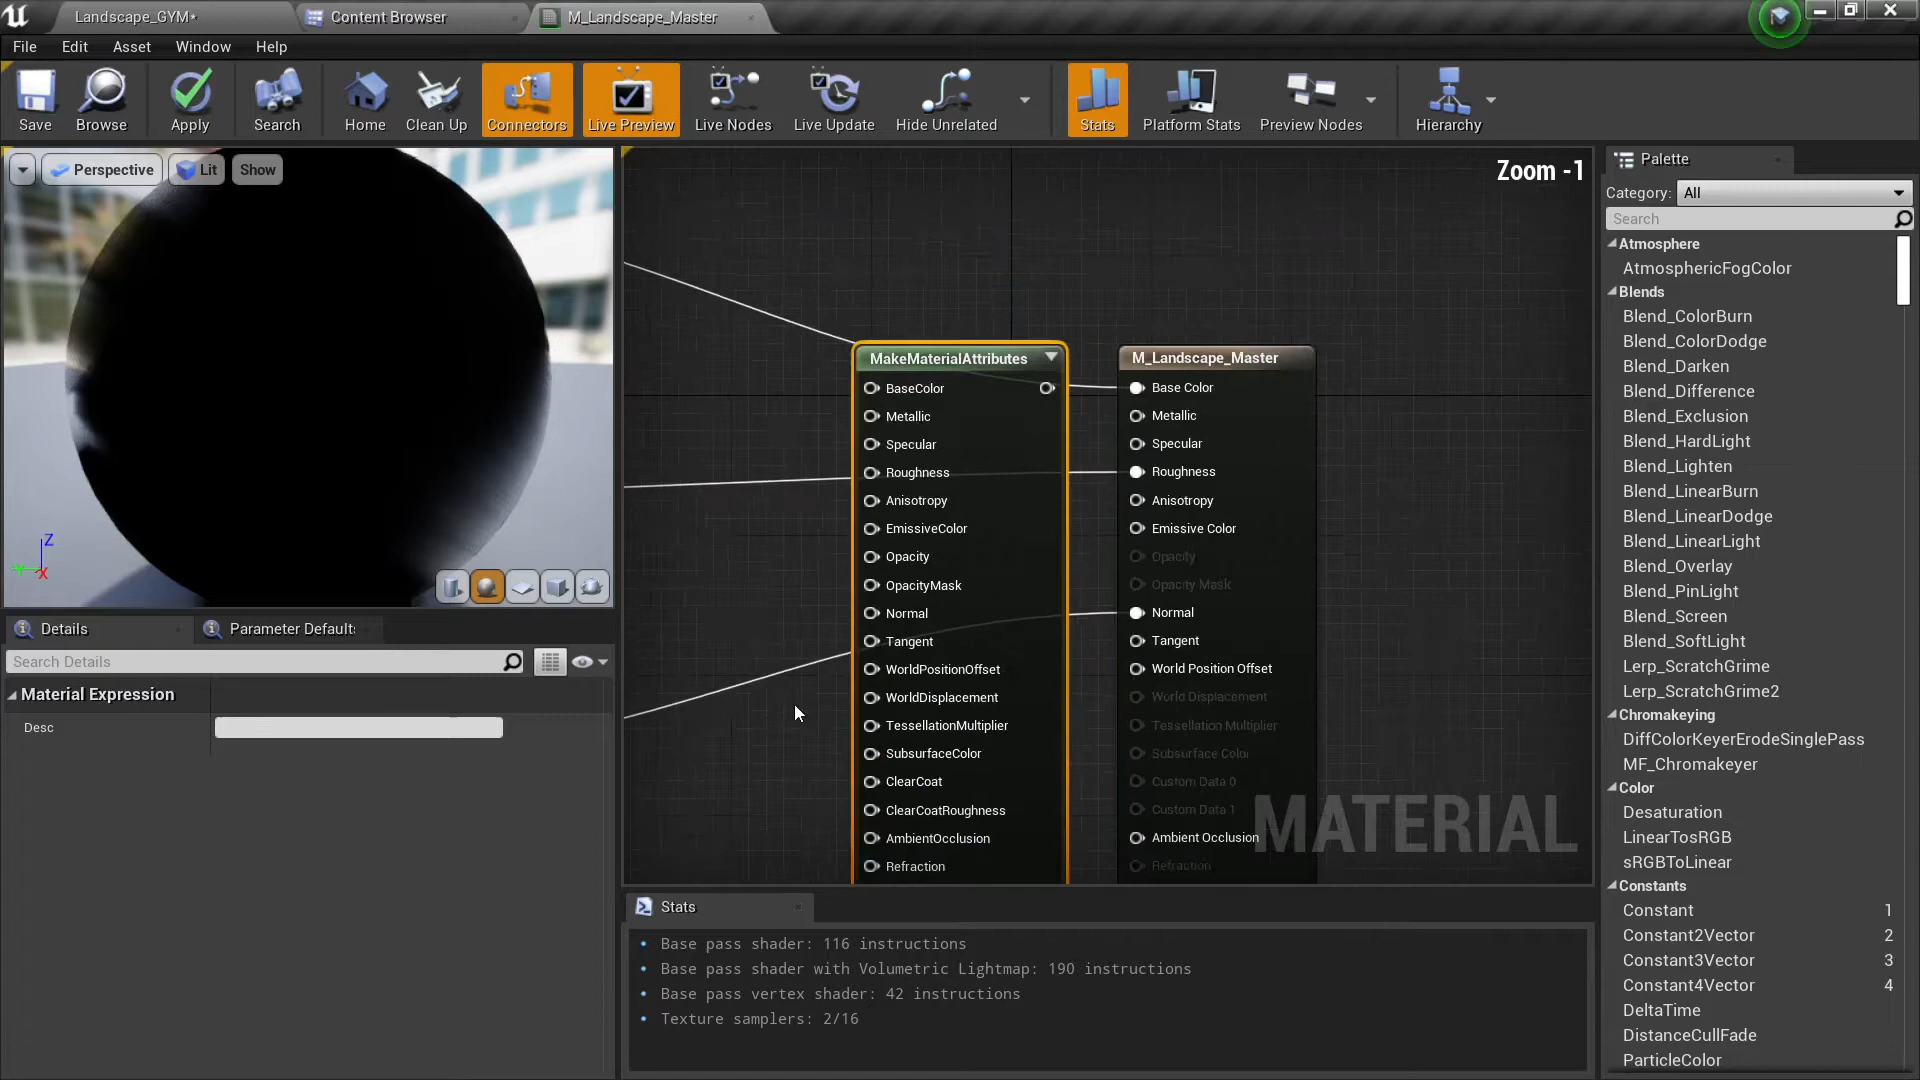 Landscape_GYM*
Content Browser
M_Landscape_Master
File Edit Asset Window Help
Save
Browse
Apply
Search
Home
Clean Up
Connectors
Live Preview
Live Nodes
Live Update
Hide Unrelated
Stats
Platform Stats
Preview Nodes
Hierarchy
Perspective
Lit
Show
Z
Y
X
Zoom -1
MakeMaterialAttributes
BaseColor
Metallic
Specular
Roughness
Anisotropy
EmissiveColor
Opacity
OpacityMask
Normal
Tangent
WorldPositionOffset
WorldDisplacement
TessellationMultiplier
SubsurfaceColor
ClearCoat
ClearCoatRoughness
AmbientOcclusion
Refraction
M_Landscape_Master
Base Color
Metallic
Specular
Roughness
Anisotropy
Emissive Color
Opacity
Opacity Mask
Normal
Tangent
World Position Offset
World Displacement
Tessellation Multiplier
Subsurface Color
Custom Data 0
Custom Data 1
Ambient Occlusion
Refraction
MATERIAL
Details
Parameter Defaults
Search Details
Material Expression
Desc
Stats
Base pass shader: 116 instructions
Base pass shader with Volumetric Lightmap: 190 instructions
Base pass vertex shader: 42 instructions
Texture samplers: 2/16
Palette
Category: All
Search
Atmosphere
AtmosphericFogColor
Blends
Blend_ColorBurn
Blend_ColorDodge
Blend_Darken
Blend_Difference
Blend_Exclusion
Blend_HardLight
Blend_Lighten
Blend_LinearBurn
Blend_LinearDodge
Blend_LinearLight
Blend_Overlay
Blend_PinLight
Blend_Screen
Blend_SoftLight
Lerp_ScratchGrime
Lerp_ScratchGrime2
Chromakeying
DiffColorKeyerErodeSinglePass
MF_Chromakeyer
Color
Desaturation
LinearTosRGB
sRGBToLinear
Constants
Constant 1
Constant2Vector 2
Constant3Vector 3
Constant4Vector 4
DeltaTime
DistanceCullFade
ParticleColor